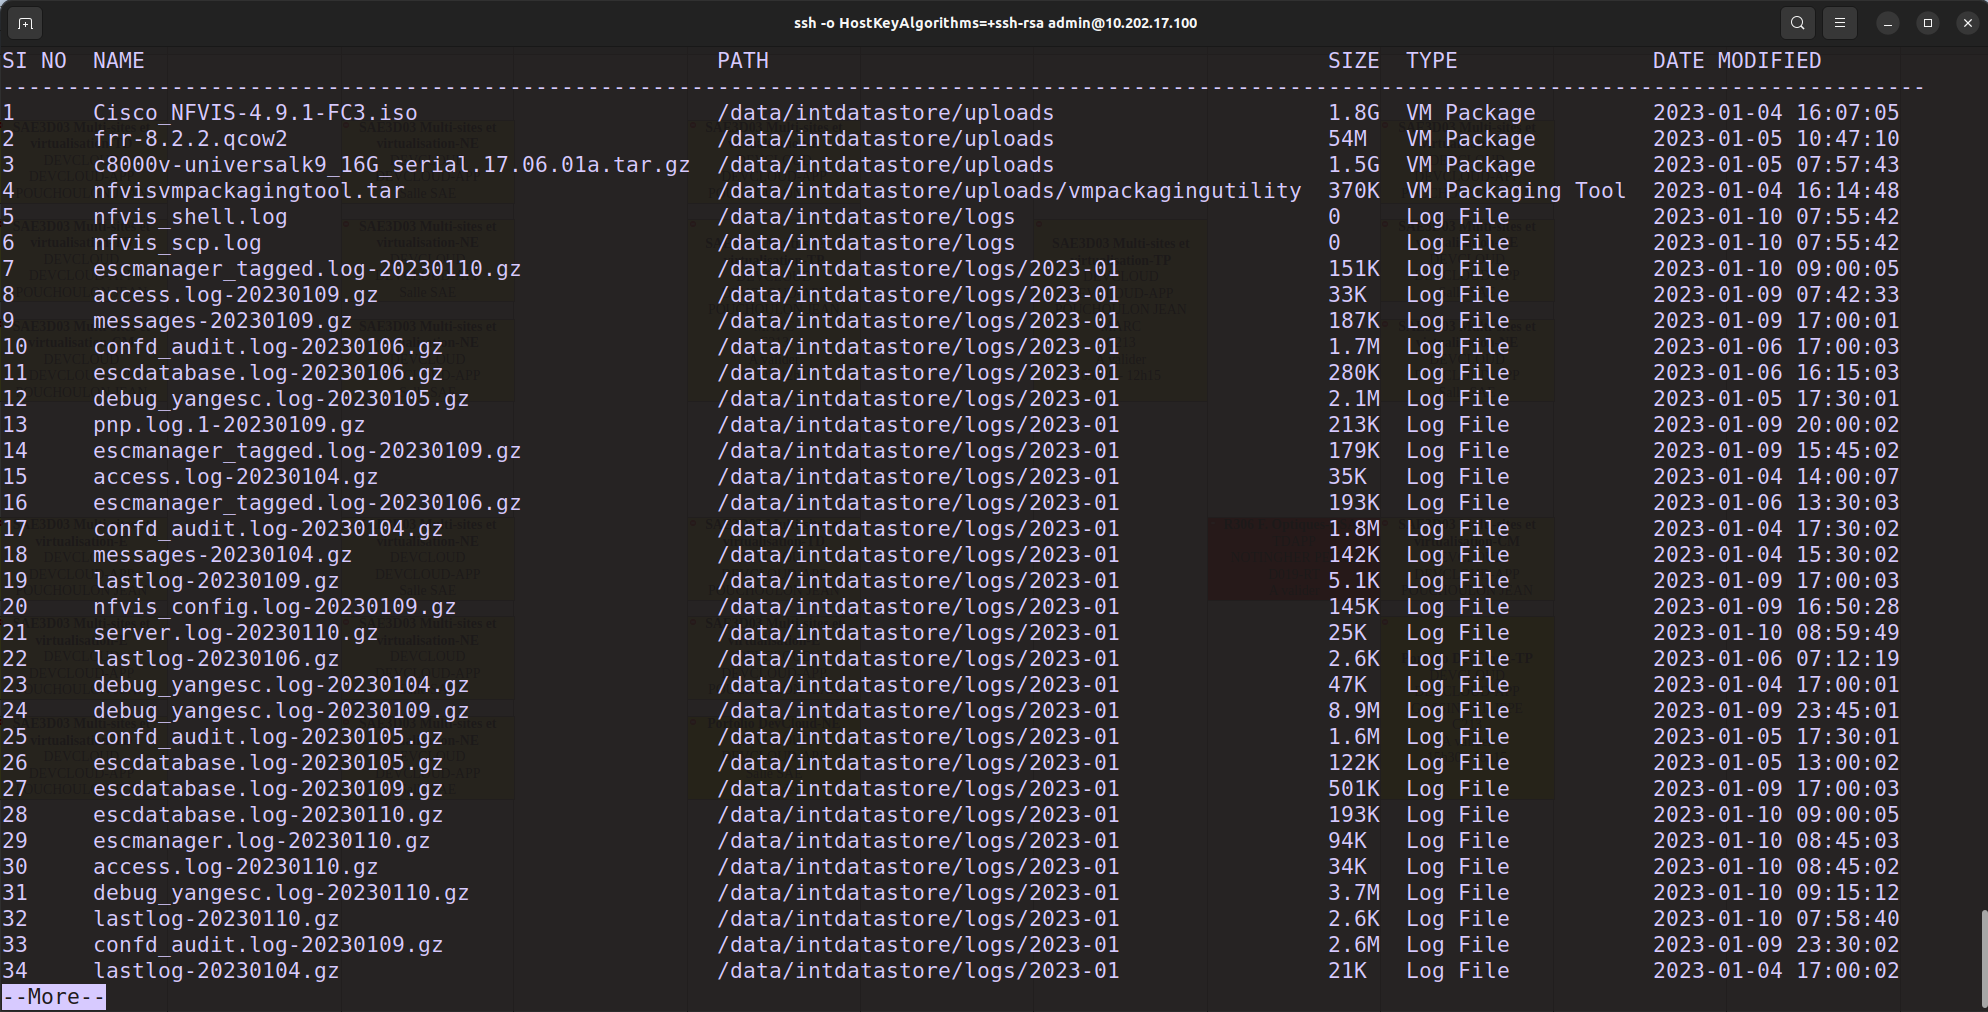 ssh -o HostKeyAlgorithms=+ssh-rsa admin@10.202.17.100
SI NO  NAME  PATH  SIZE  TYPE  DATE MODIFIED
----------------------------------------------------------------------------------------------------------------------------------------------------
1  Cisco_NFVIS-4.9.1-FC3.iso  /data/intdatastore/uploads  1.8G  VM Package  2023-01-04 16:07:05
2  frr-8.2.2.qcow2  /data/intdatastore/uploads  54M  VM Package  2023-01-05 10:47:10
3  c8000v-universalk9_16G_serial.17.06.01a.tar.gz  /data/intdatastore/uploads  1.5G  VM Package  2023-01-05 07:57:43
4  nfvisvmpackagingtool.tar  /data/intdatastore/uploads/vmpackagingutility  370K  VM Packaging Tool  2023-01-04 16:14:48
5  nfvis_shell.log  /data/intdatastore/logs  0  Log File  2023-01-10 07:55:42
6  nfvis_scp.log  /data/intdatastore/logs  0  Log File  2023-01-10 07:55:42
7  escmanager_tagged.log-20230110.gz  /data/intdatastore/logs/2023-01  151K  Log File  2023-01-10 09:00:05
8  access.log-20230109.gz  /data/intdatastore/logs/2023-01  33K  Log File  2023-01-09 07:42:33
9  messages-20230109.gz  /data/intdatastore/logs/2023-01  187K  Log File  2023-01-09 17:00:01
10  confd_audit.log-20230106.gz  /data/intdatastore/logs/2023-01  1.7M  Log File  2023-01-06 17:00:03
11  escdatabase.log-20230106.gz  /data/intdatastore/logs/2023-01  280K  Log File  2023-01-06 16:15:03
12  debug_yangesc.log-20230105.gz  /data/intdatastore/logs/2023-01  2.1M  Log File  2023-01-05 17:30:01
13  pnp.log.1-20230109.gz  /data/intdatastore/logs/2023-01  213K  Log File  2023-01-09 20:00:02
14  escmanager_tagged.log-20230109.gz  /data/intdatastore/logs/2023-01  179K  Log File  2023-01-09 15:45:02
15  access.log-20230104.gz  /data/intdatastore/logs/2023-01  35K  Log File  2023-01-04 14:00:07
16  escmanager_tagged.log-20230106.gz  /data/intdatastore/logs/2023-01  193K  Log File  2023-01-06 13:30:03
17  confd_audit.log-20230104.gz  /data/intdatastore/logs/2023-01  1.8M  Log File  2023-01-04 17:30:02
18  messages-20230104.gz  /data/intdatastore/logs/2023-01  142K  Log File  2023-01-04 15:30:02
19  lastlog-20230109.gz  /data/intdatastore/logs/2023-01  5.1K  Log File  2023-01-09 17:00:03
20  nfvis_config.log-20230109.gz  /data/intdatastore/logs/2023-01  145K  Log File  2023-01-09 16:50:28
21  server.log-20230110.gz  /data/intdatastore/logs/2023-01  25K  Log File  2023-01-10 08:59:49
22  lastlog-20230106.gz  /data/intdatastore/logs/2023-01  2.6K  Log File  2023-01-06 07:12:19
23  debug_yangesc.log-20230104.gz  /data/intdatastore/logs/2023-01  47K  Log File  2023-01-04 17:00:01
24  debug_yangesc.log-20230109.gz  /data/intdatastore/logs/2023-01  8.9M  Log File  2023-01-09 23:45:01
25  confd_audit.log-20230105.gz  /data/intdatastore/logs/2023-01  1.6M  Log File  2023-01-05 17:30:01
26  escdatabase.log-20230105.gz  /data/intdatastore/logs/2023-01  122K  Log File  2023-01-05 13:00:02
27  escdatabase.log-20230109.gz  /data/intdatastore/logs/2023-01  501K  Log File  2023-01-09 17:00:03
28  escdatabase.log-20230110.gz  /data/intdatastore/logs/2023-01  193K  Log File  2023-01-10 09:00:05
29  escmanager.log-20230110.gz  /data/intdatastore/logs/2023-01  94K  Log File  2023-01-10 08:45:03
30  access.log-20230110.gz  /data/intdatastore/logs/2023-01  34K  Log File  2023-01-10 08:45:02
31  debug_yangesc.log-20230110.gz  /data/intdatastore/logs/2023-01  3.7M  Log File  2023-01-10 09:15:12
32  lastlog-20230110.gz  /data/intdatastore/logs/2023-01  2.6K  Log File  2023-01-10 07:58:40
33  confd_audit.log-20230109.gz  /data/intdatastore/logs/2023-01  2.6M  Log File  2023-01-09 23:30:02
34  lastlog-20230104.gz  /data/intdatastore/logs/2023-01  21K  Log File  2023-01-04 17:00:02
--More--